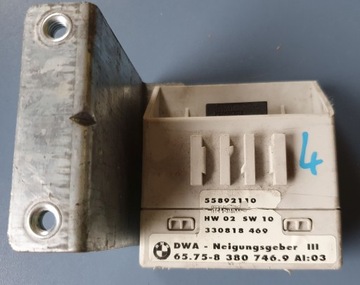 4
55892110
HW 02 SW 10
330818 469
DWA - Neigungsgeber III
65.75-8 380 746.9 AI:03